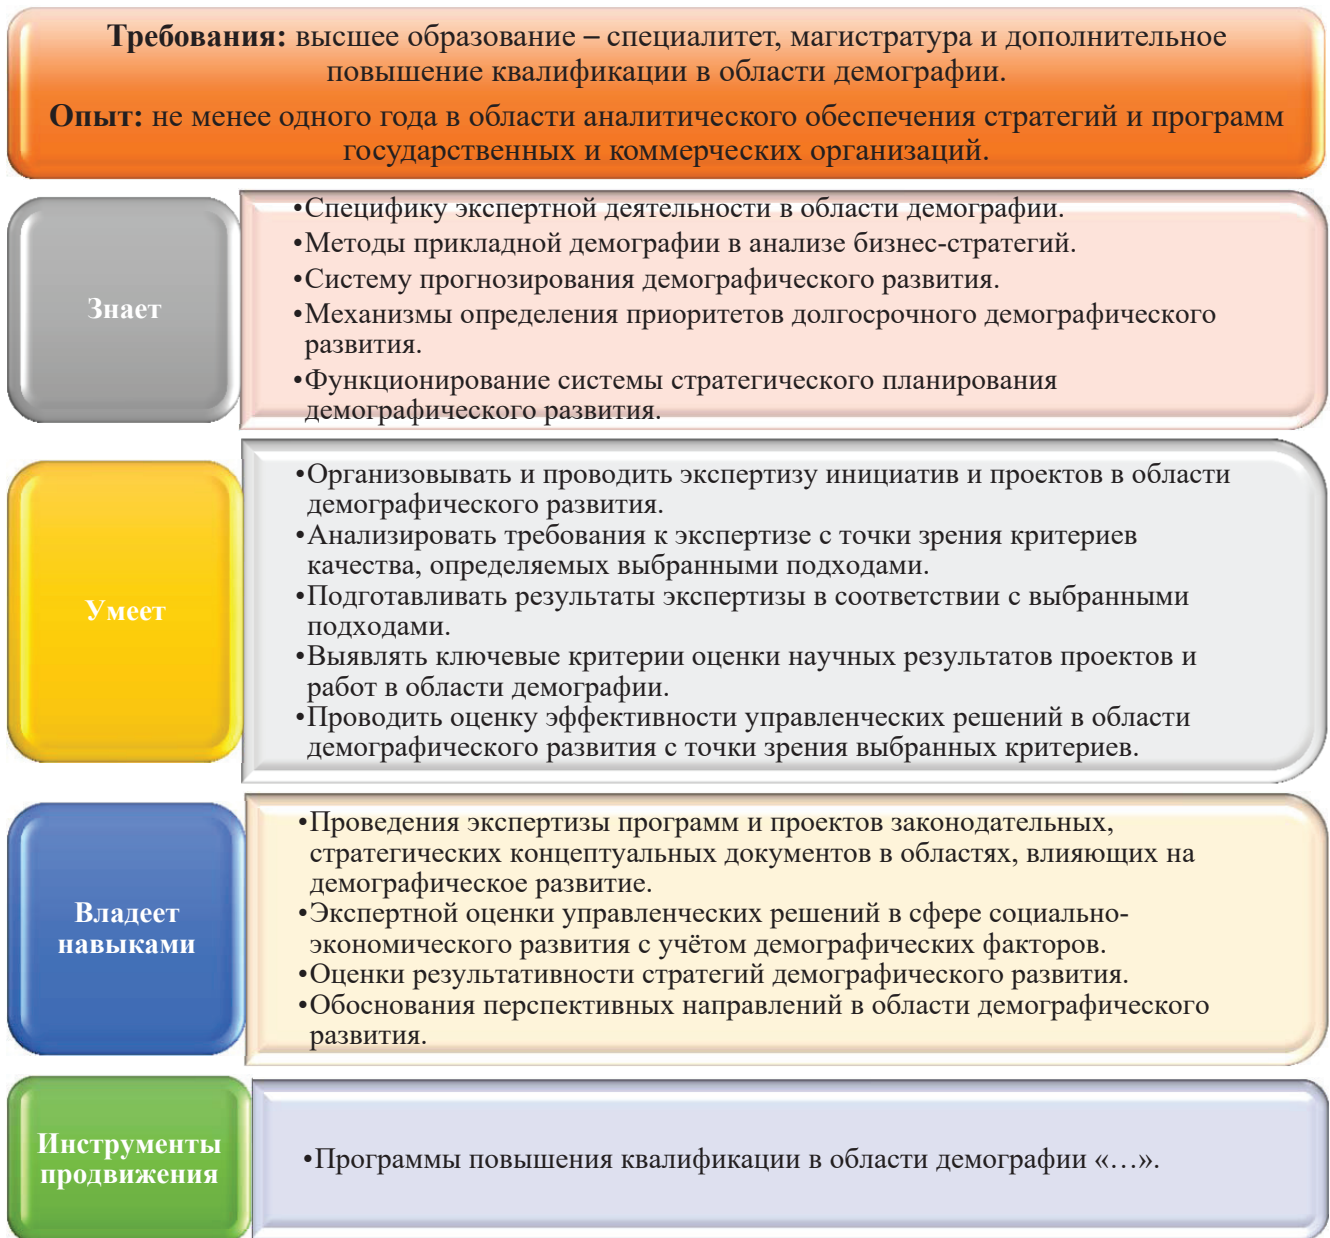 Требования: высшее образование – специалитет, магистратура и дополнительное
повышение квалификации в области демографии.
Опыт: не менее одного года в области аналитического обеспечения стратегий и программ
государственных и коммерческих организаций.
Знает
•Специфику экспертной деятельности в области демографии.
•Методы прикладной демографии в анализе бизнес-стратегий.
•Систему прогнозирования демографического развития.
•Механизмы определения приоритетов долгосрочного демографического
развития.
•Функционирование системы стратегического планирования
демографического развития.
Умеет
•Организовывать и проводить экспертизу инициатив и проектов в области
демографического развития.
•Анализировать требования к экспертизе с точки зрения критериев
качества, определяемых выбранными подходами.
•Подготавливать результаты экспертизы в соответствии с выбранными
подходами.
•Выявлять ключевые критерии оценки научных результатов проектов и
работ в области демографии.
•Проводить оценку эффективности управленческих решений в области
демографического развития с точки зрения выбранных критериев.
Владеет
навыками
•Проведения экспертизы программ и проектов законодательных,
стратегических концептуальных документов в областях, влияющих на
демографическое развитие.
•Экспертной оценки управленческих решений в сфере социально-
экономического развития с учётом демографических факторов.
•Оценки результативности стратегий демографического развития.
•Обоснования перспективных направлений в области демографического
развития.
Инструменты
продвижения
•Программы повышения квалификации в области демографии «…».